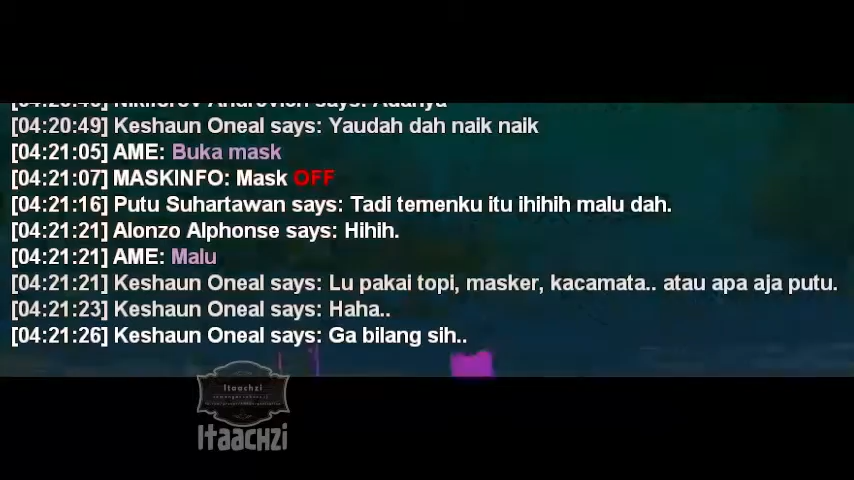 [04:20:49] Keshaun Oneal says: Yaudah dah naik naik
[04:21:05] AME: Buka mask
[04:21:07] MASKINFO: Mask OFF
[04:21:16] Putu Suhartawan says: Tadi temenku itu ihihih malu dah.
[04:21:21] Alonzo Alphonse says: Hihih.
[04:21:21] AME: Malu
[04:21:21] Keshaun Oneal says: Lu pakai topi, masker, kacamata.. atau apa aja putu.
[04:21:23] Keshaun Oneal says: Haha..
[04:21:26] Keshaun Oneal says: Ga bilang sih..
Itaachzi
Itaachzi